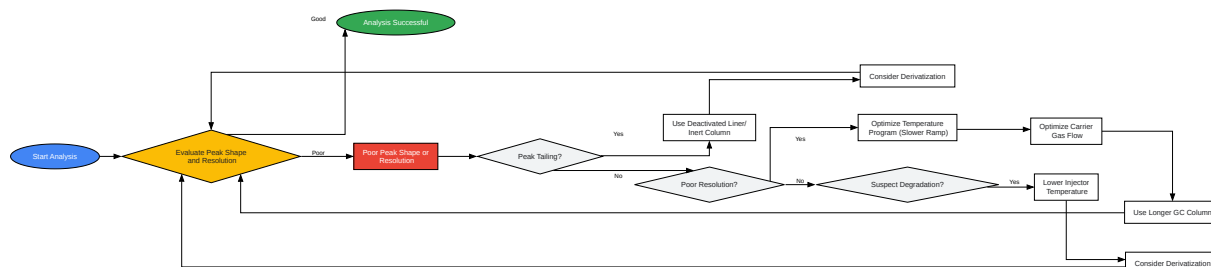 Good
Analysis Successful
Consider Derivatization
Use Deactivated Liner/
Inert Column
Optimize Temperature
Program (Slower Ramp)
Optimize Carrier
Gas Flow
Start Analysis
Evaluate Peak Shape
and Resolution
Poor
Poor Peak Shape or
Resolution
Peak Tailing?
Yes
No
Yes
Poor Resolution?
No
Suspect Degradation?
Yes
Lower Injector
Temperature
Use Longer GC Column
Consider Derivatization